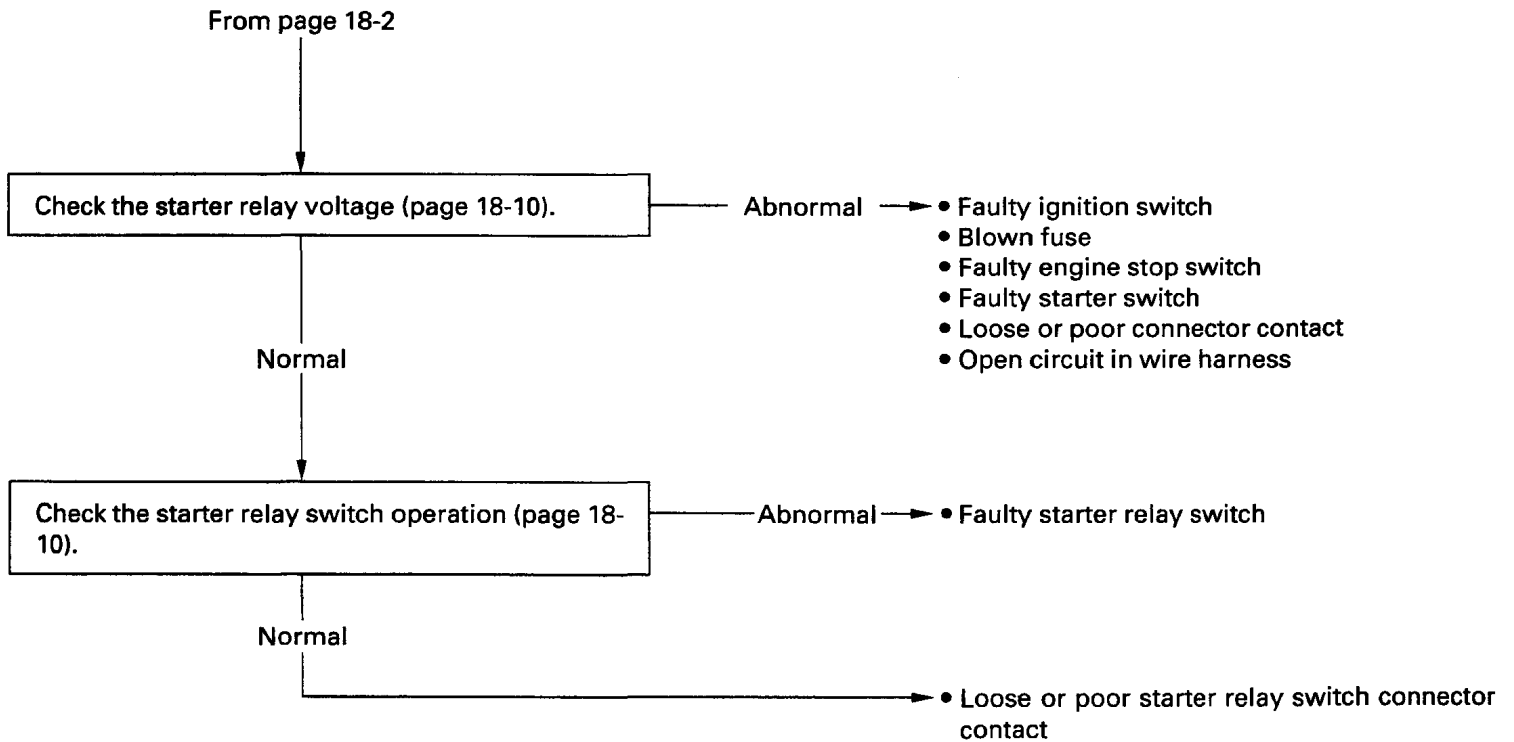 From page 18-2
Check the starter relay voltage (page 18-10).
Abnormal
• Faulty ignition switch
• Blown fuse
• Faulty engine stop switch
• Faulty starter switch
• Loose or poor connector contact
• Open circuit in wire harness
Normal
Check the starter relay switch operation (page 18-
10).
Abnormal
• Faulty starter relay switch
Normal
• Loose or poor starter relay switch connector
contact